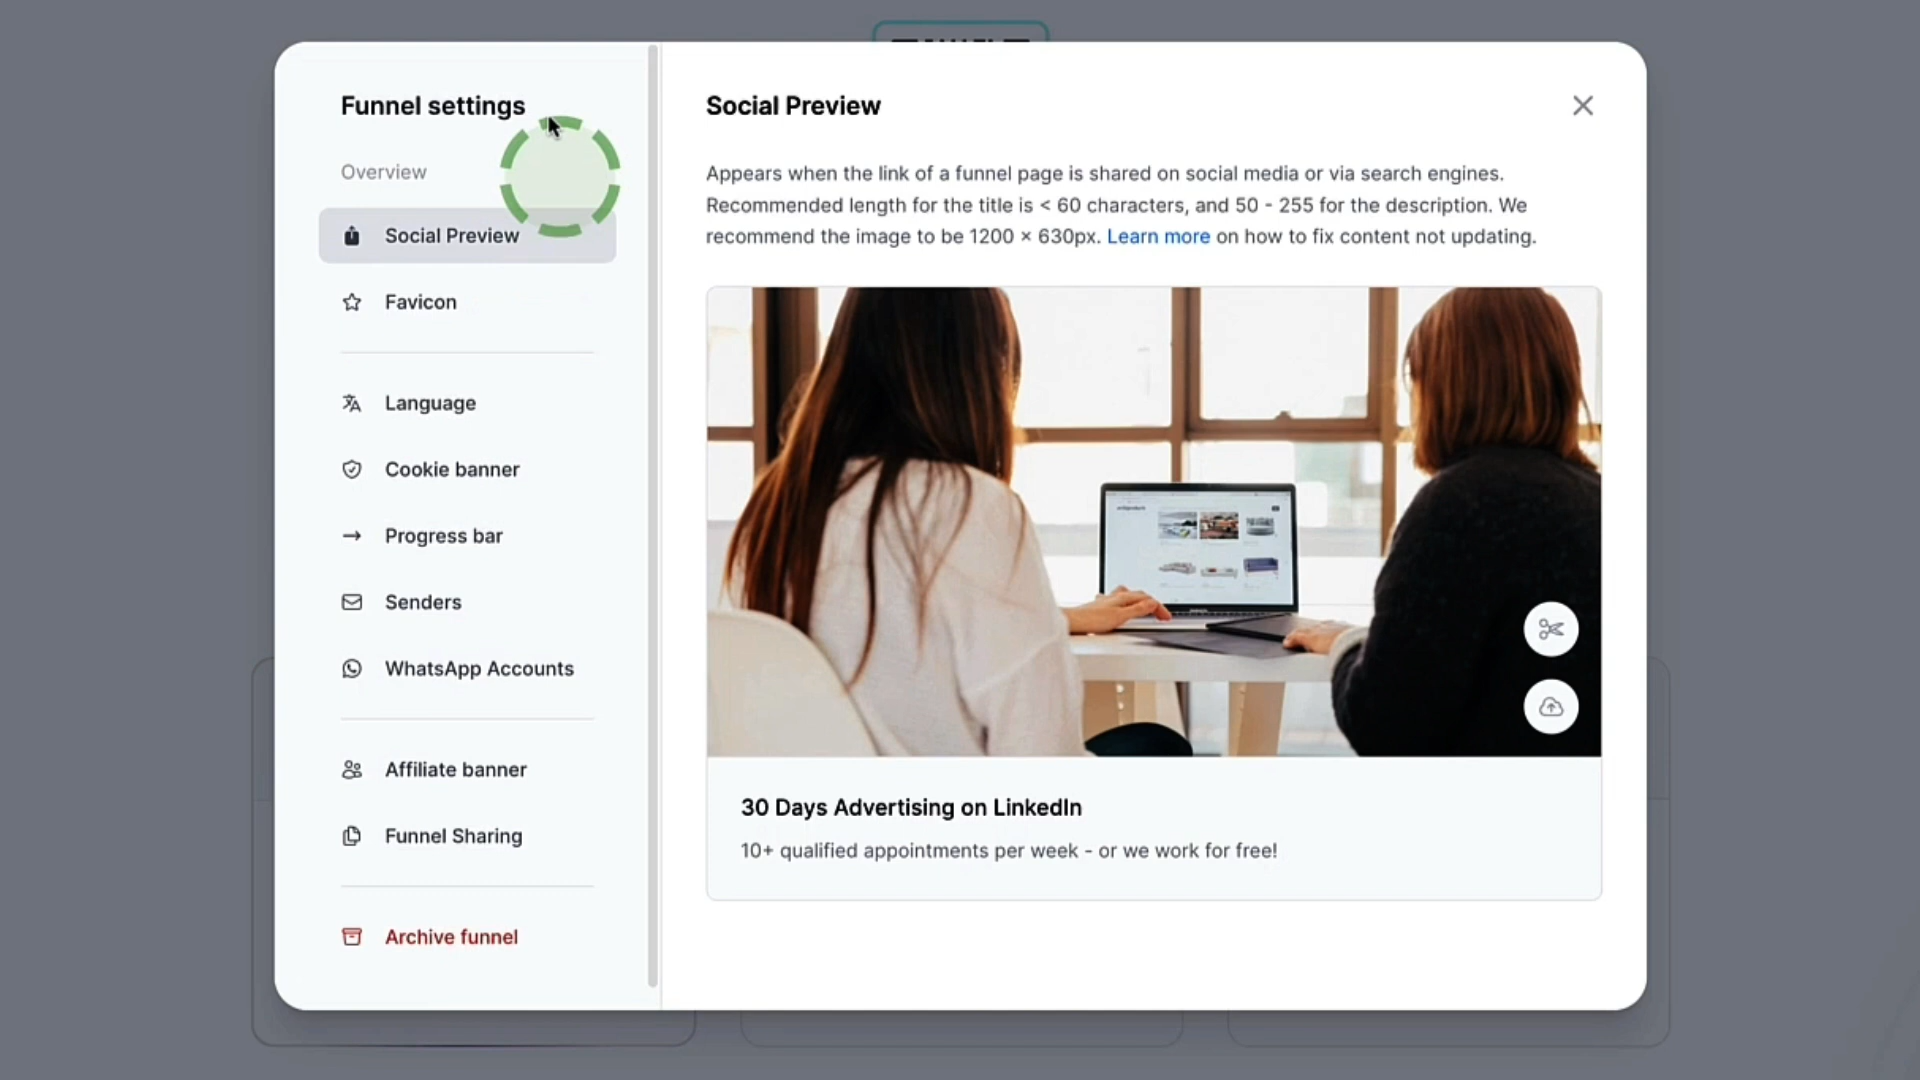 Funnel settings
Overview
Social Preview
Favicon
Language
Cookie banner
Progress bar
Senders
WhatsApp Accounts
Affiliate banner
Funnel Sharing
Archive funnel
Social Preview
Appears when the link of a funnel page is shared on social media or via search engines.
Recommended length for the title is < 60 characters, and 50 - 255 for the description. We
recommend the image to be 1200 × 630px. Learn more on how to fix content not updating.
30 Days Advertising on LinkedIn
10+ qualified appointments per week - or we work for free!